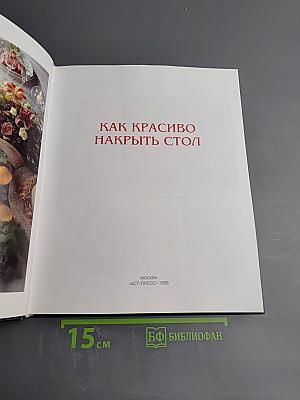 КАК КРАСИВО
НАКРЫТЬ СТОЛ
МОСКВА
«АСТ-ПРЕСС» 1998
15 см
БФ БИБЛИОФАН